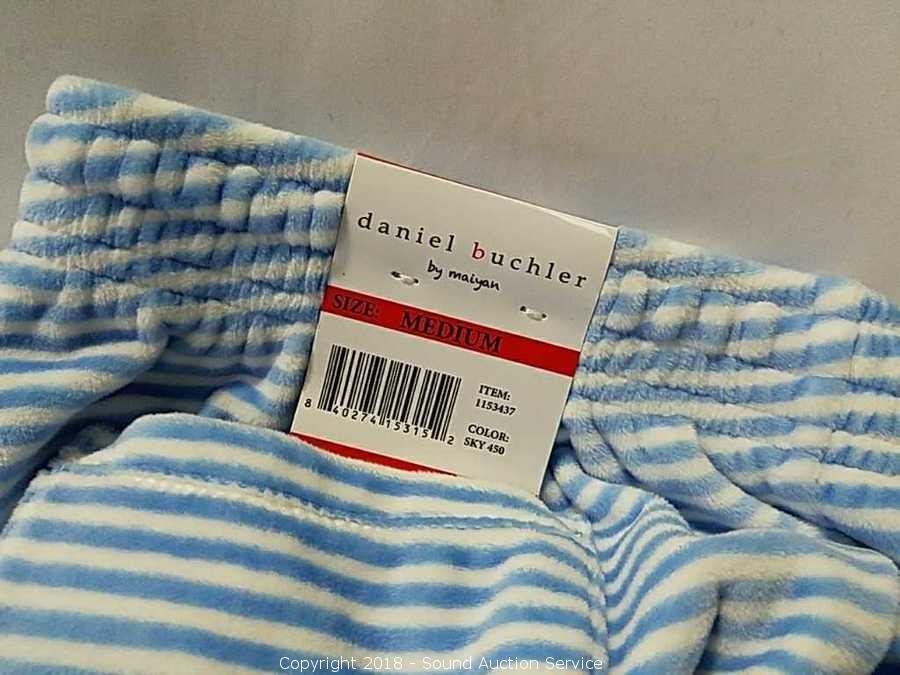 daniel buchler
by maiyan
SIZE: MEDIUM
ITEM:
1153437
8 40274 15315 2
COLOR:
SKY 450
Copyright 2018 - Sound Auction Service